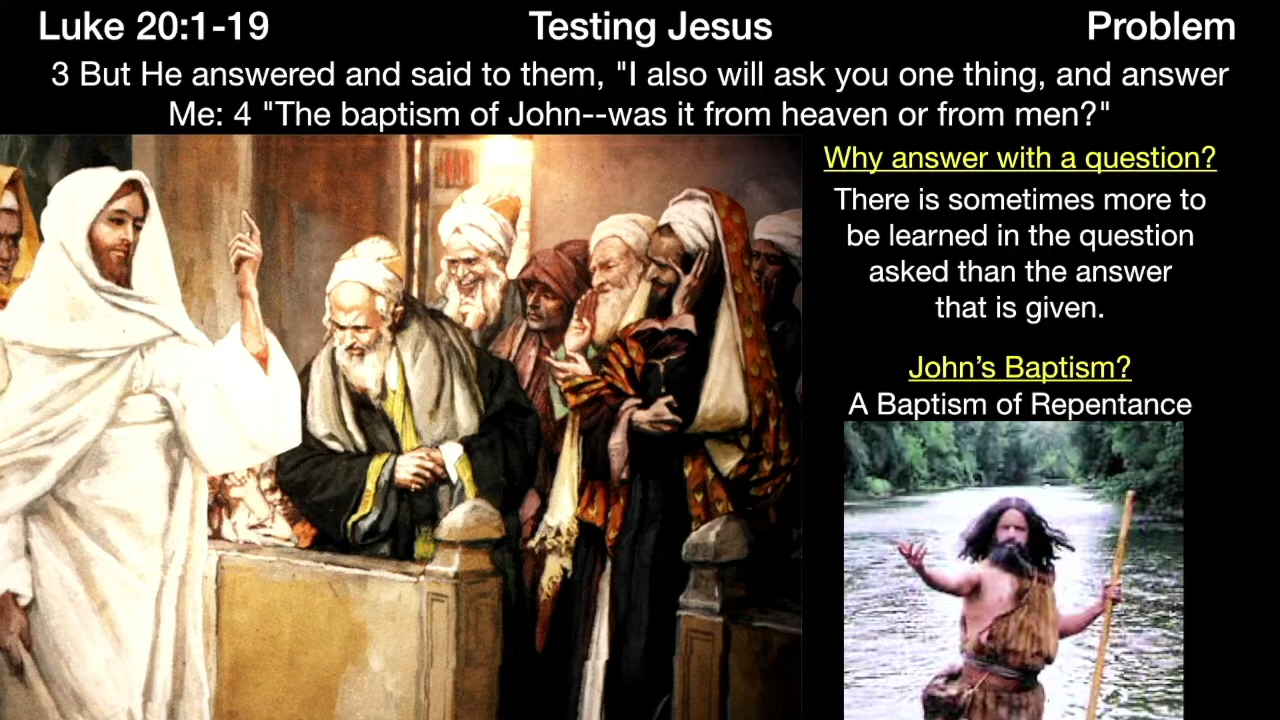 Luke 20:1-19 Testing Jesus Problem
3 But He answered and said to them, "I also will ask you one thing, and answer
Me: 4 "The baptism of John--was it from heaven or from men?"
Why answer with a question?
There is sometimes more to
be learned in the question
asked than the answer
that is given.
John’s Baptism?
A Baptism of Repentance